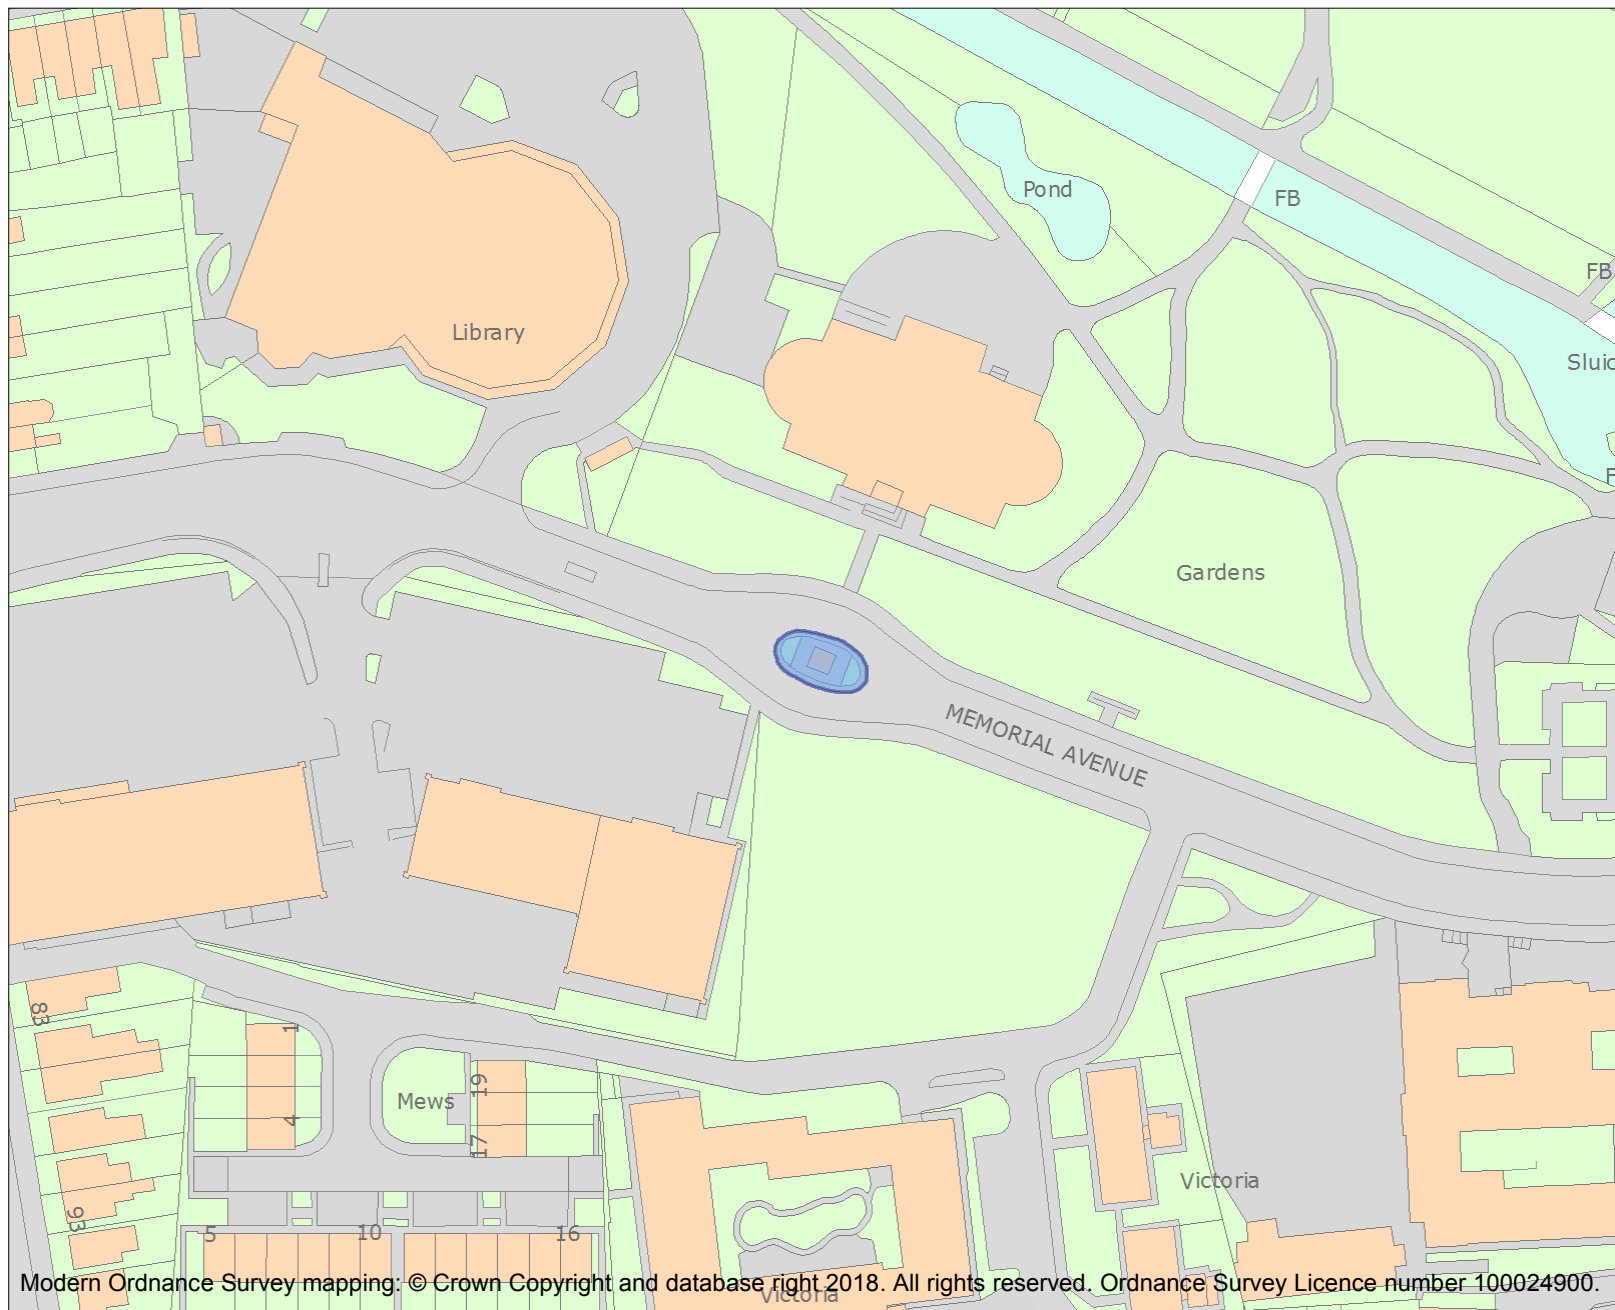 Pond
FB
FB
Library
Gardens
MEMORIAL AVENUE
83
1
19
Mews
4
17
Victoria
93
5
10
16
Modern Ordnance Survey mapping: © Crown Copyright and database right 2018. All rights reserved. Ordnance Survey Licence number 100024900.
Victoria